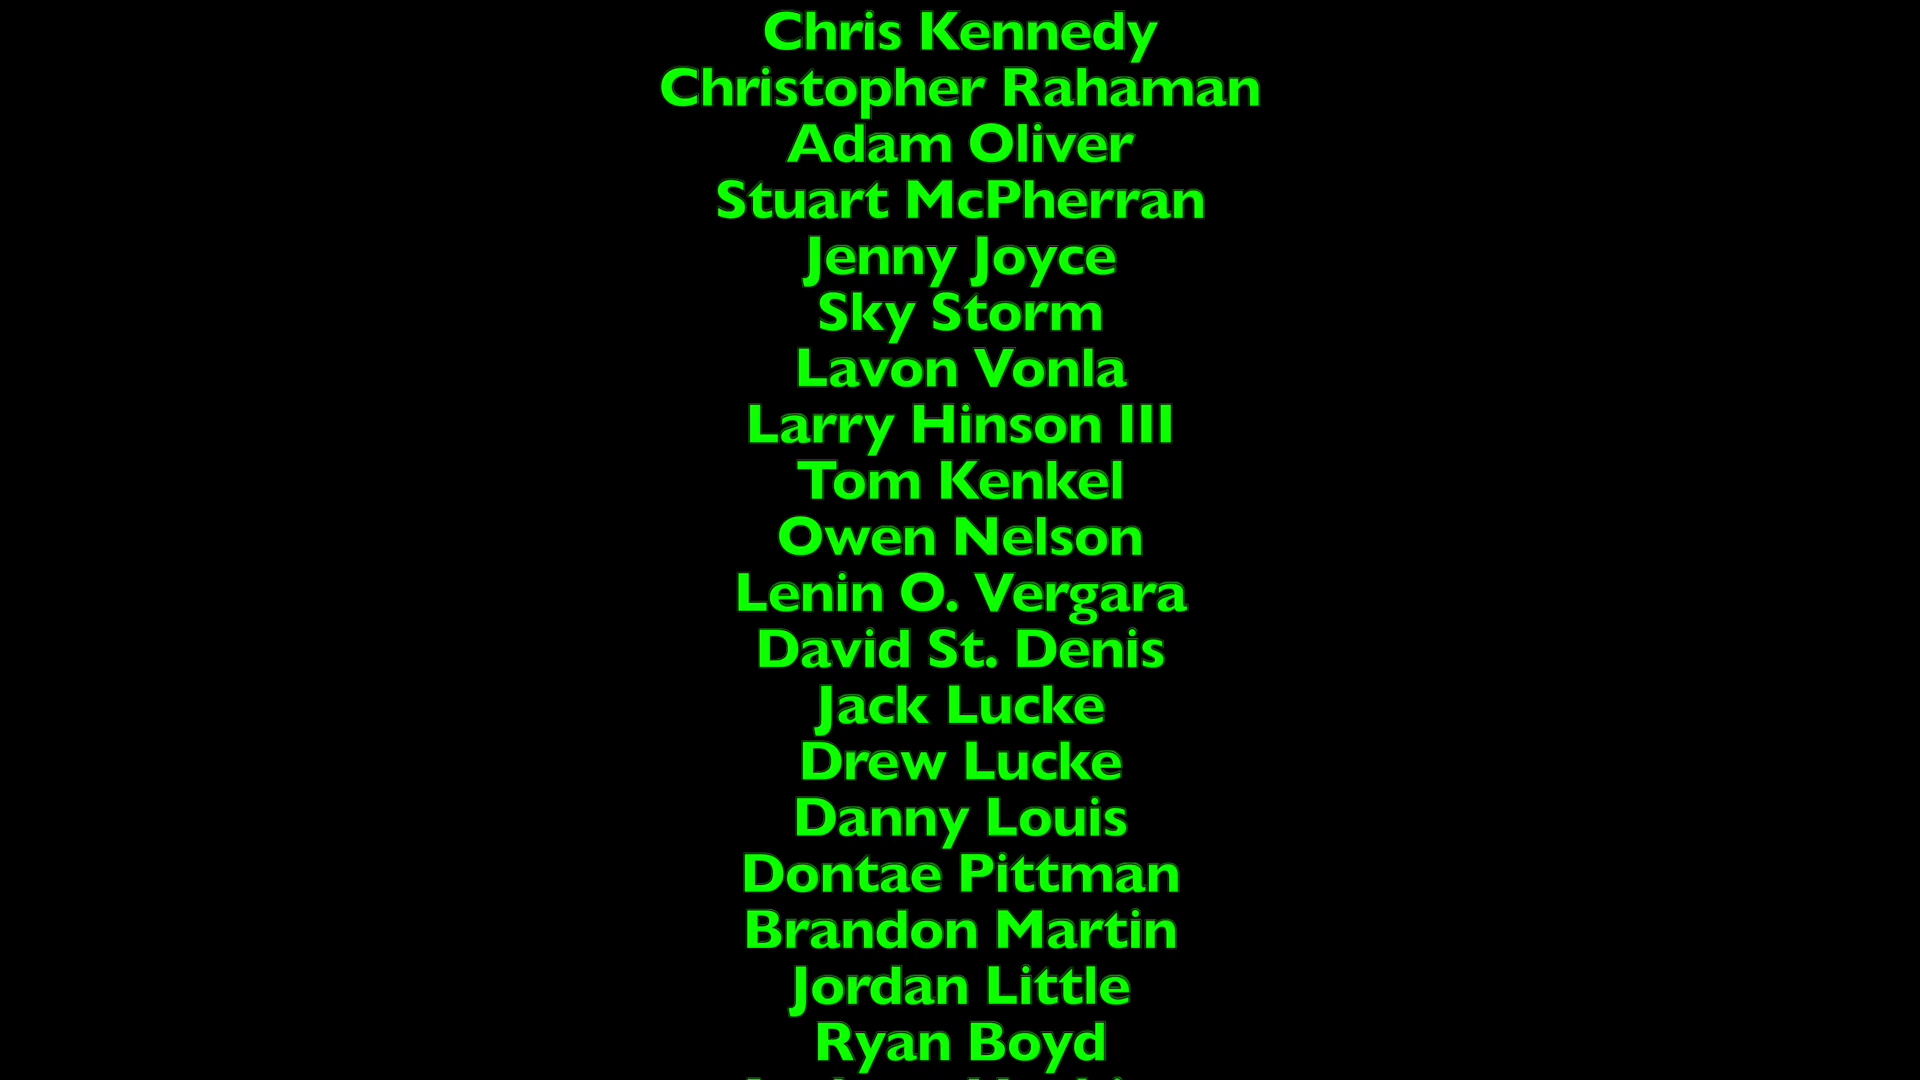 Chris Kennedy
Christopher Rahaman
Adam Oliver
Stuart McPherran
Jenny Joyce
Sky Storm
Lavon Vonla
Larry Hinson III
Tom Kenkel
Owen Nelson
Lenin O. Vergara
David St. Denis
Jack Lucke
Drew Lucke
Danny Louis
Dontae Pittman
Brandon Martin
Jordan Little
Ryan Boyd